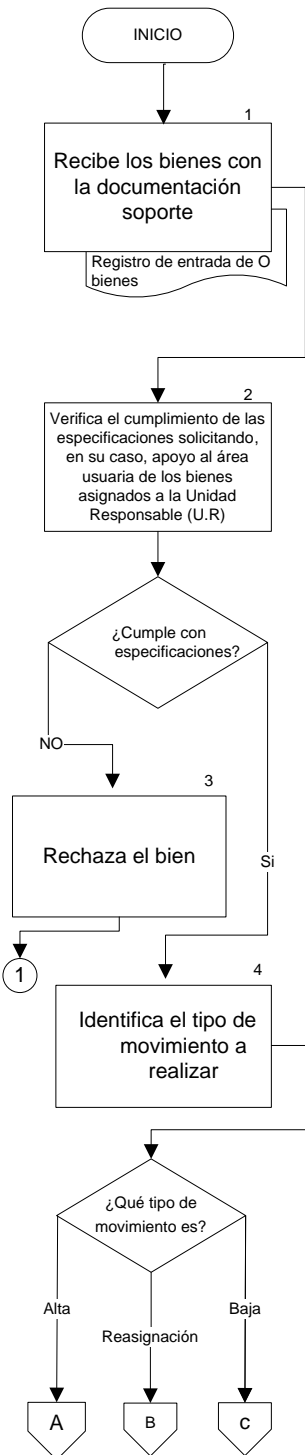 INICIO
1
Recibe los bienes con
la documentación
soporte
Registro de entrada de O
bienes
2
Verifica el cumplimiento de las
especificaciones solicitando,
en su caso, apoyo al área
usuaria de los bienes
asignados a la Unidad
Responsable (U.R)
¿Cumple con
especificaciones?
NO
3
Rechaza el bien
Si
1
4
Identifica el tipo de
movimiento a
realizar
¿Qué tipo de
movimiento es?
Alta
Reasignación
Baja
A
B
c